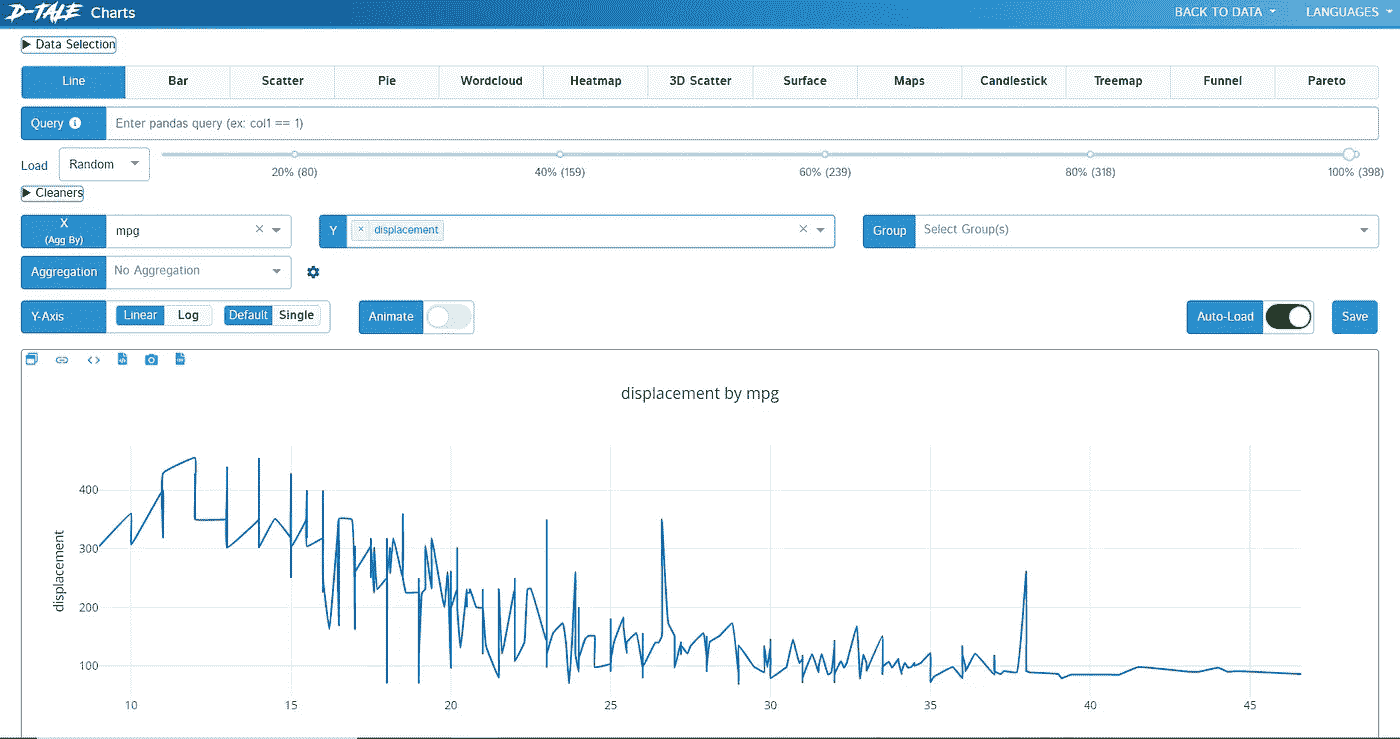 D-TALE Charts BACK TO DATA LANGUAGES
Data Selection
Line Bar Scatter Pie Wordcloud Heatmap 3D Scatter Surface Maps Candlestick Treemap Funnel Pareto
Query Enter pandas query (ex: col1 == 1)
Load Random
20% (80) 40% (159) 60% (239) 80% (318) 100% (398)
Cleaners
X (Agg By) mpg × Y × displacement × Group Select Group(s)
Aggregation No Aggregation
Y-Axis Linear Log Default Single Animate Auto-Load Save
displacement by mpg
displacement
400
300
200
100
10 15 20 25 30 35 40 45